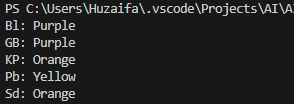 PS C:\Users\Huzaifa\.vscode\Projects\AI\A
Bl: Purple
GB: Purple
KP: Orange
Pb: Yellow
Sd: Orange